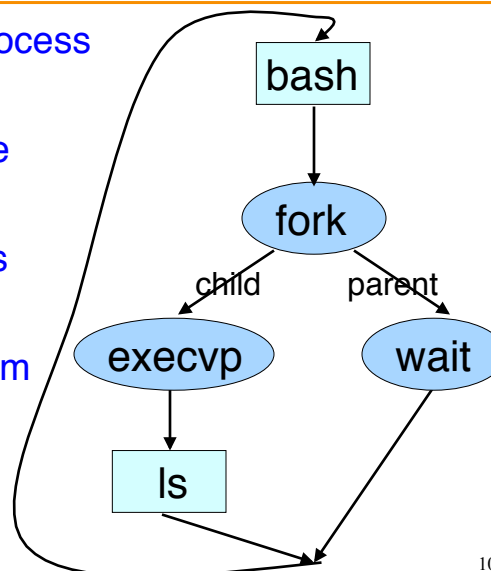 ocess
bash
e
fork
s
child parent
execvp wait
m
ls
10